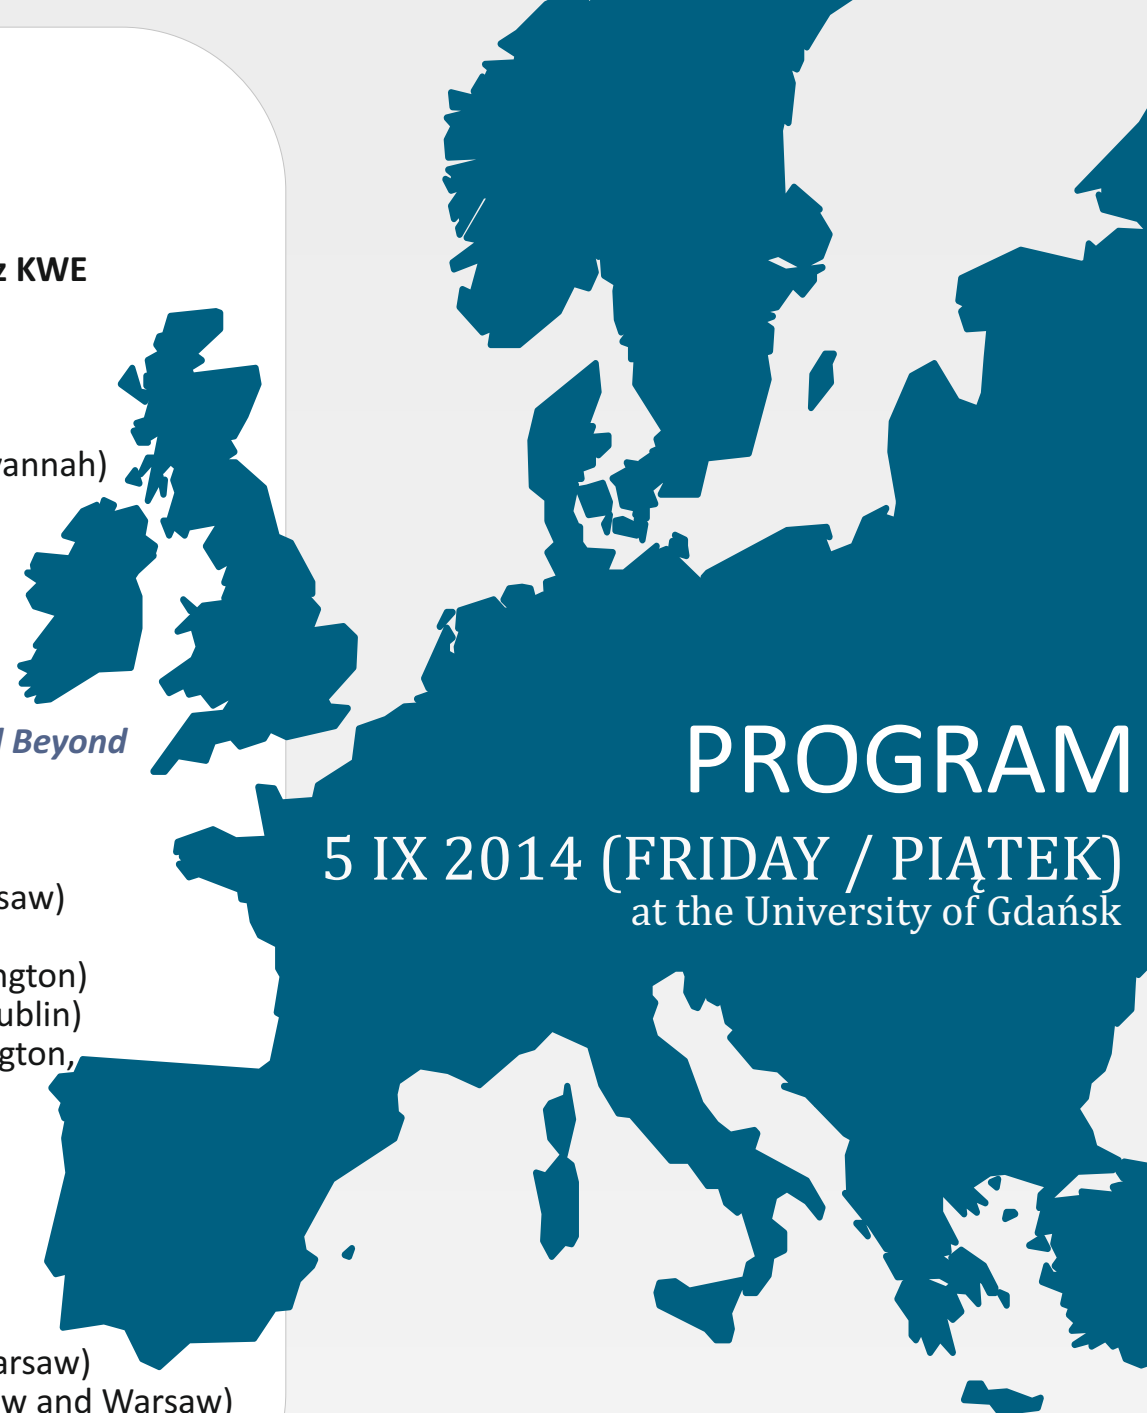 z KWE
annah)
l Beyond
PROGRAM
5 IX 2014 (FRIDAY / PIĄTEK)
saw)
at the University of Gdańsk
ngton)
ublin)
gton,
arsaw)
w and Warsaw)